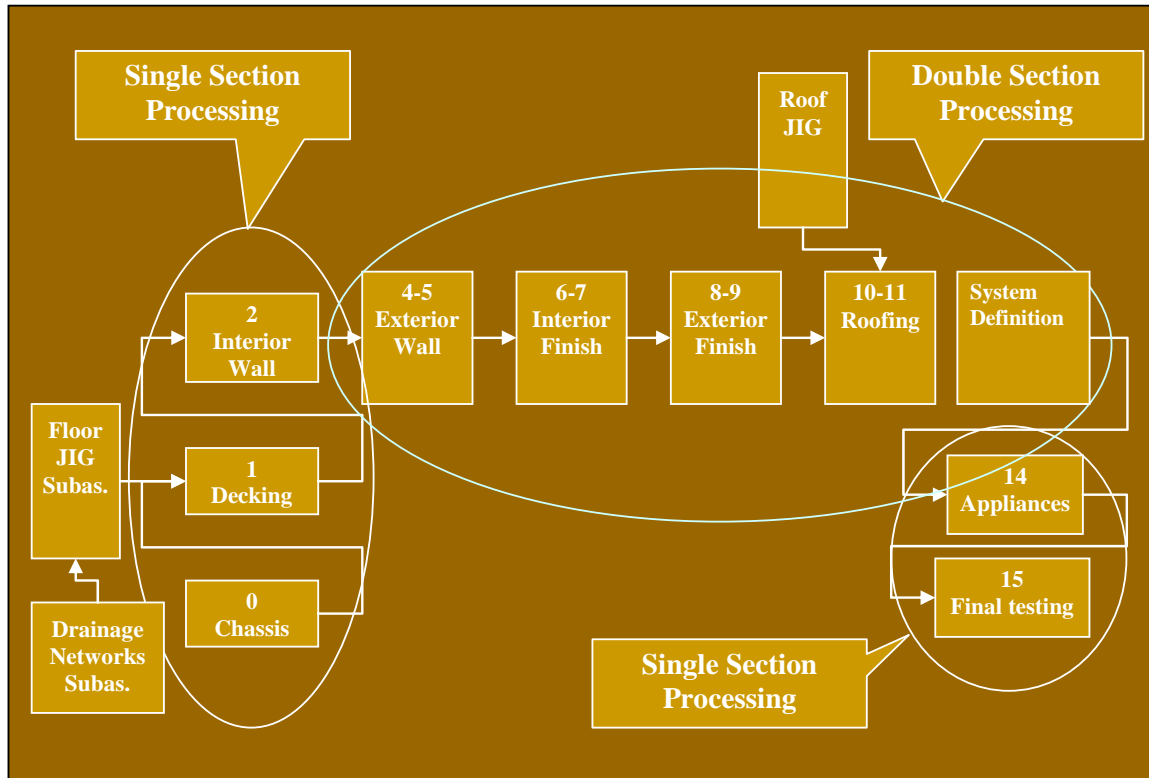 Single Section
Processing
Roof
JIG
Double Section
Processing
2
Interior
Wall
4-5
Exterior
Wall
6-7
Interior
Finish
8-9
Exterior
Finish
10-11
Roofing
System
Definition
Floor
JIG
Subas.
1
Decking
14
Appliances
0
Chassis
15
Final testing
Drainage
Networks
Subas.
Single Section
Processing